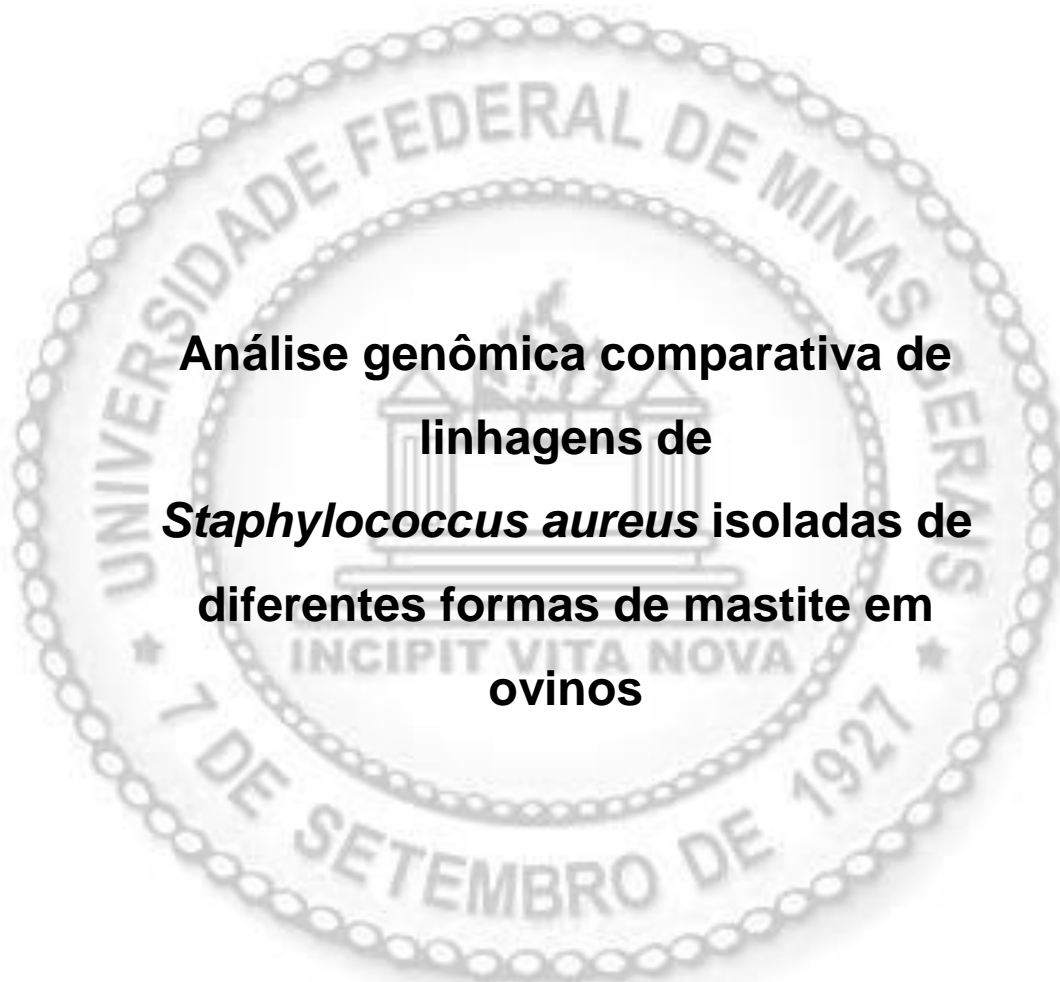 UNIVERSIDADE FEDERAL DE MINAS GERAIS
Análise genômica comparativa de
linhagens de
Staphylococcus aureus isoladas de
diferentes formas de mastite em
ovinos
INCIPIT VITA NOVA
* 7 DE SETEMBRO DE 1927 *